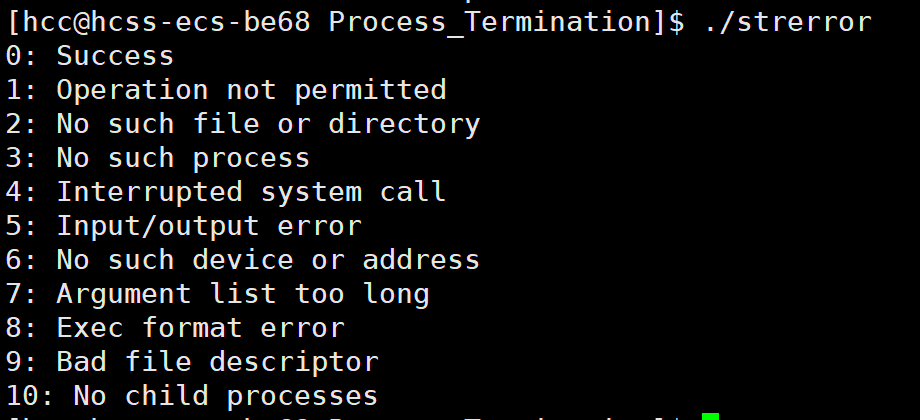 [hcc@hcss-ecs-be68 Process_Termination]$ ./strerror
0: Success
1: Operation not permitted
2: No such file or directory
3: No such process
4: Interrupted system call
5: Input/output error
6: No such device or address
7: Argument list too long
8: Exec format error
9: Bad file descriptor
10: No child processes